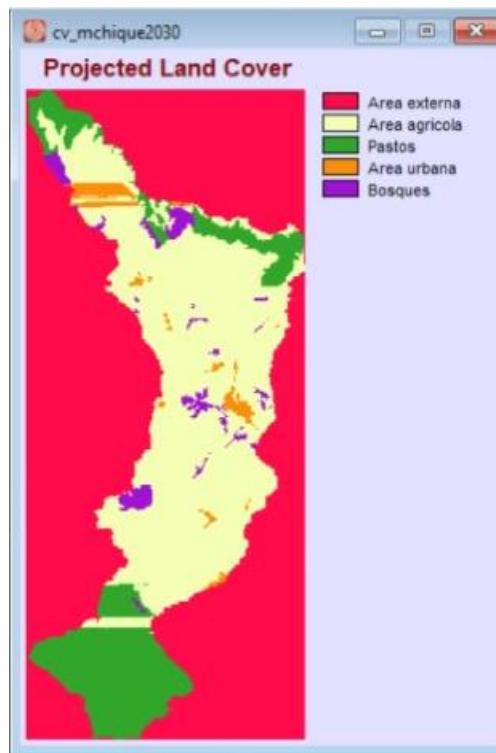 cv_mchique2030
Projected Land Cover
Area externa
Area agricola
Pastos
Area urbana
Bosques